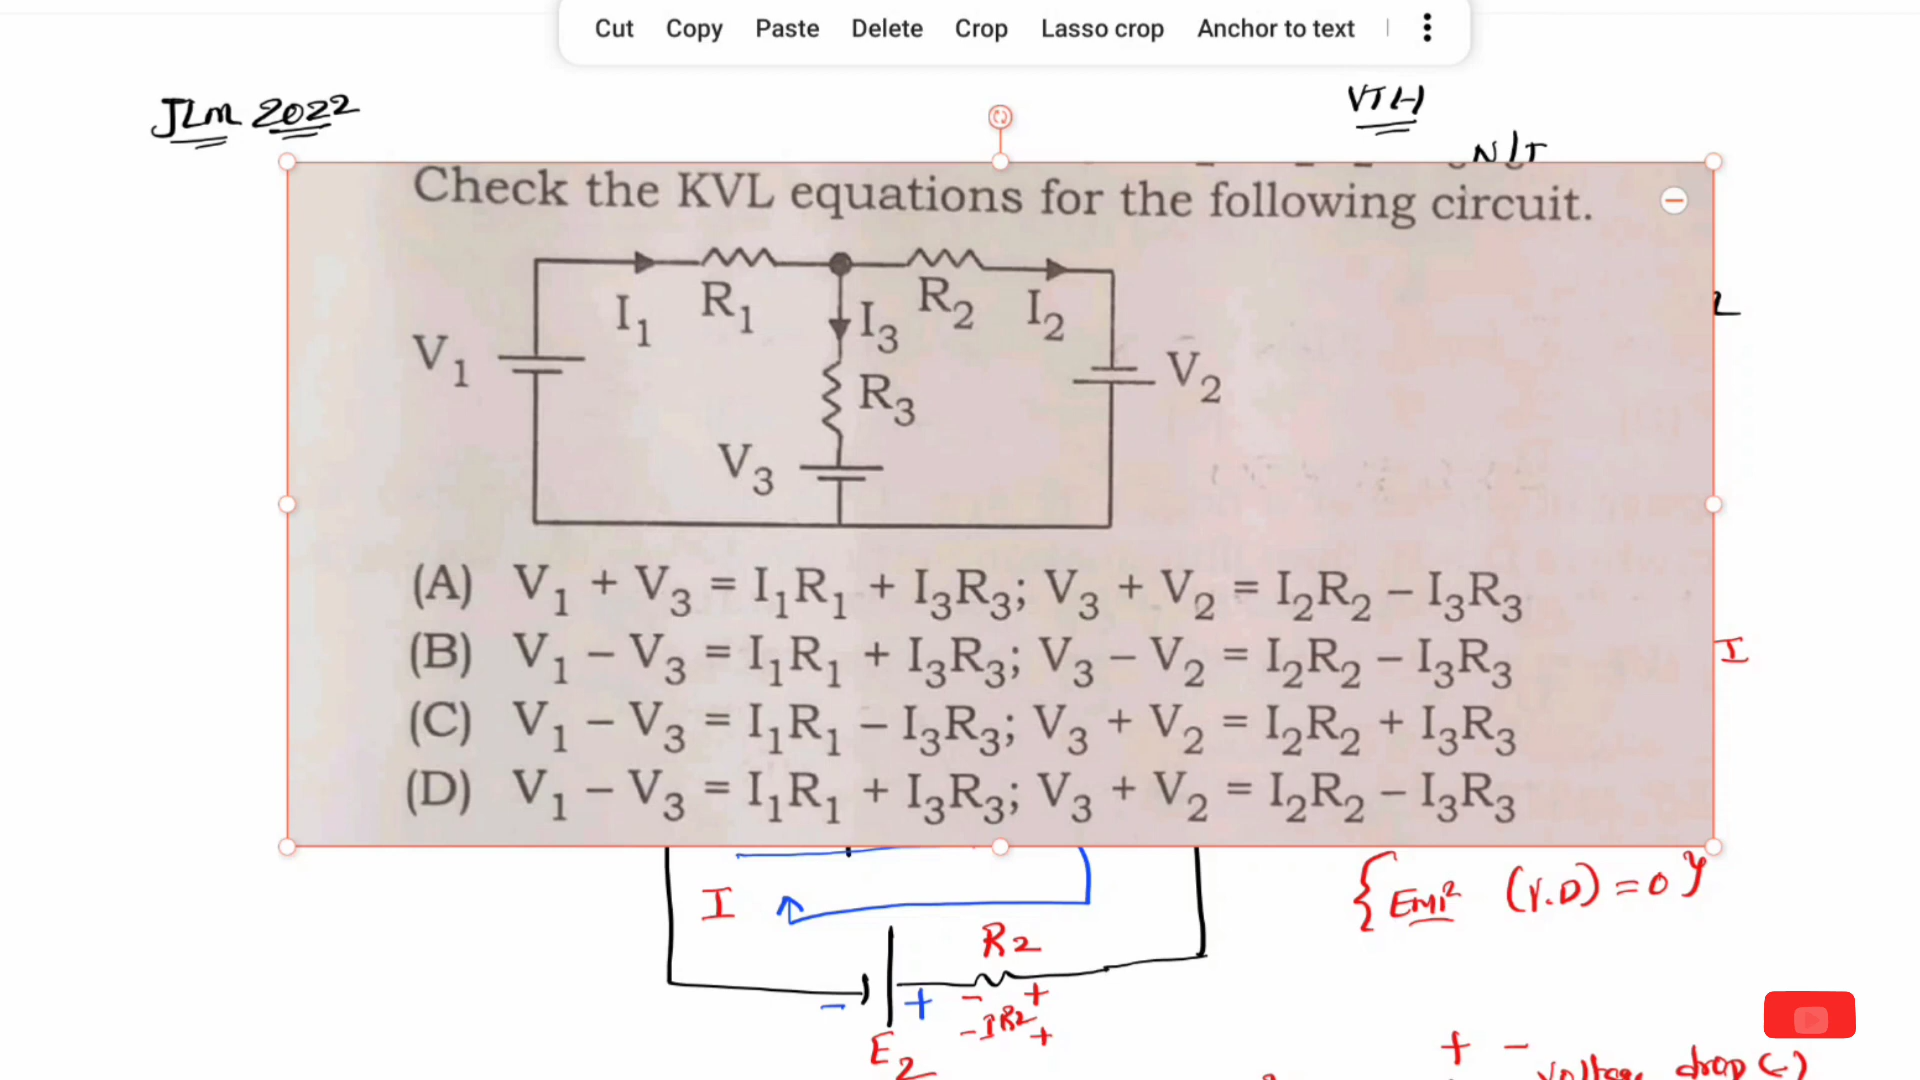 Cut Copy Paste Delete Crop Lasso crop Anchor to text
JLM 2022
VTH
N/T
Check the KVL equations for the following circuit.
I₁ R₁ I₃ R₂ I₂
V₁ R₃ V₂
V₃
(A) V₁ + V₃ = I₁R₁ + I₃R₃; V₃ + V₂ = I₂R₂ − I₃R₃
(B) V₁ − V₃ = I₁R₁ + I₃R₃; V₃ − V₂ = I₂R₂ − I₃R₃
I
(C) V₁ − V₃ = I₁R₁ − I₃R₃; V₃ + V₂ = I₂R₂ + I₃R₃
(D) V₁ − V₃ = I₁R₁ + I₃R₃; V₃ + V₂ = I₂R₂ − I₃R₃
I
{EMF (V.D) = 0}
R2
− + − +
−IR2 +
E2
+ −
voltage drop (-)